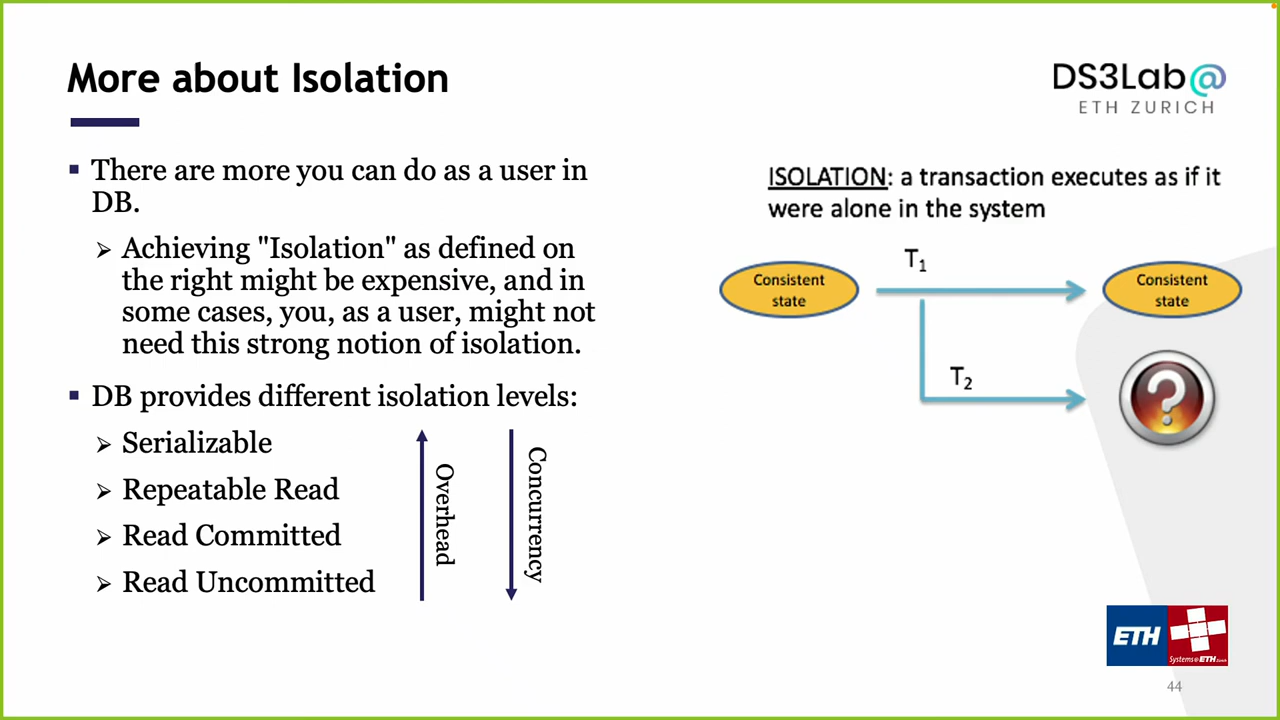 More about Isolation
DS3Lab@
ETH ZURICH
▪ There are more you can do as a user in
DB.
➢ Achieving "Isolation" as defined on
the right might be expensive, and in
some cases, you, as a user, might not
need this strong notion of isolation.
▪ DB provides different isolation levels:
➢ Serializable
➢ Repeatable Read
➢ Read Committed
➢ Read Uncommitted
Overhead
Concurrency
ISOLATION: a transaction executes as if it
were alone in the system
T₁
Consistent
state
Consistent
state
T₂
?
ETH
Systems@ETH Zurich
44